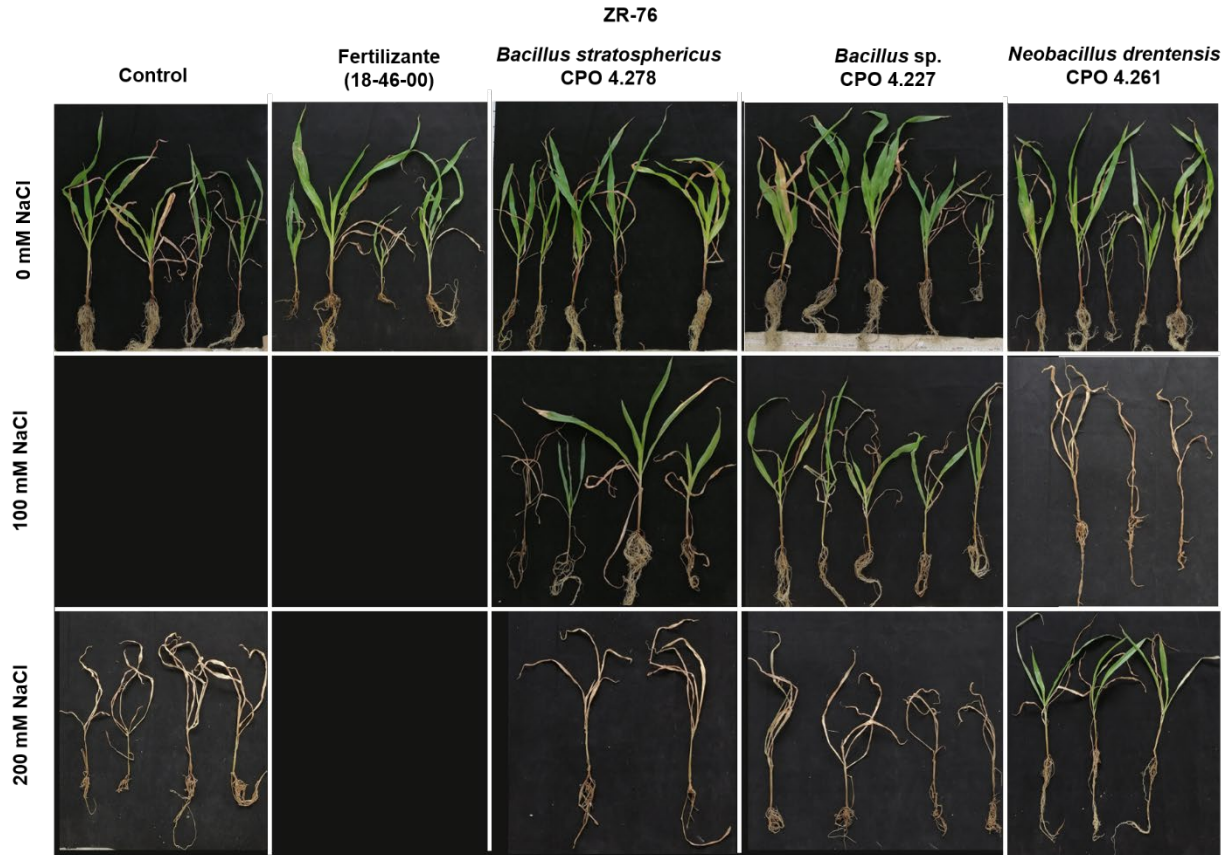 ZR-76
Control
Fertilizante
(18-46-00)
Bacillus stratosphericus
CPO 4.278
Bacillus sp.
CPO 4.227
Neobacillus drentensis
CPO 4.261
0 mM NaCl
100 mM NaCl
200 mM NaCl